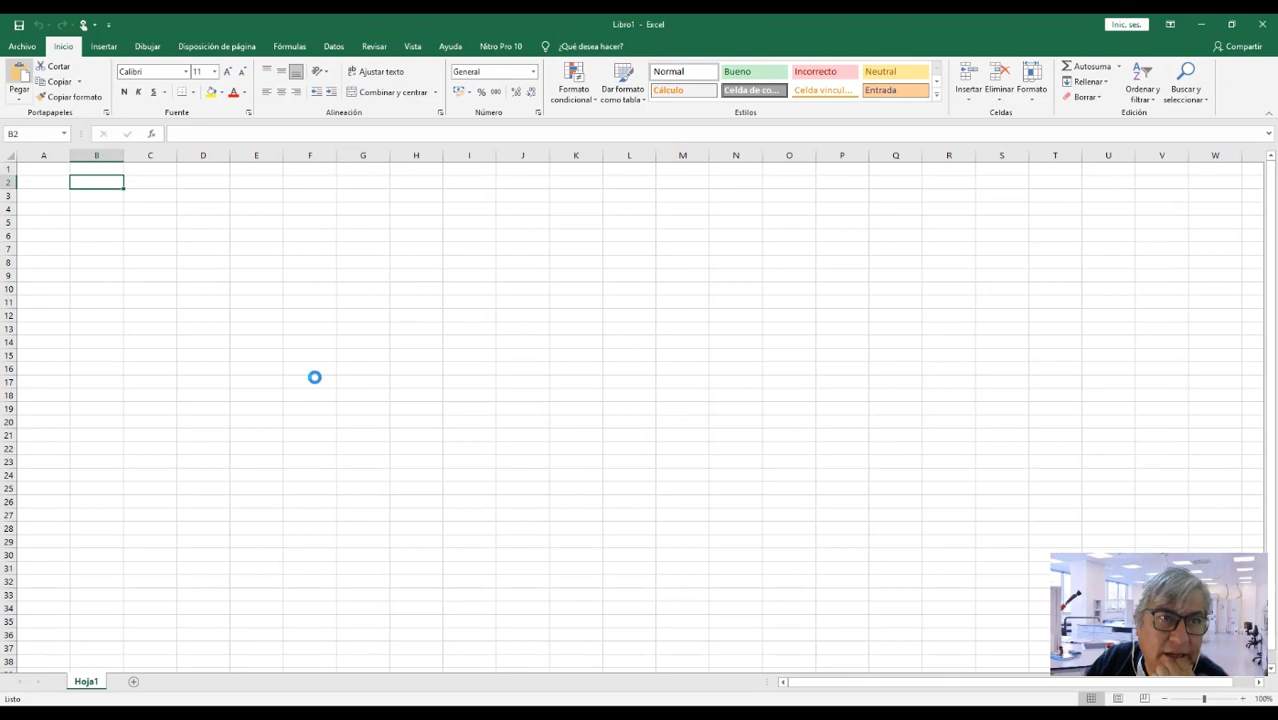 Libro1 - Excel
Inic. ses.
Archivo Inicio Insertar Dibujar Disposición de página Fórmulas Datos Revisar Vista Ayuda Nitro Pro 10 ¿Qué desea hacer? Compartir
Pegar
Cortar
Copiar
Copiar formato
Portapapeles
Calibri 11
N K S
Fuente
Ajustar texto
Combinar y centrar
Alineación
General
% 000
Número
Formato condicional
Dar formato como tabla
Normal Bueno Incorrecto Neutral
Cálculo Celda de co... Celda vincul... Entrada
Estilos
Insertar Eliminar Formato
Celdas
Autosuma
Rellenar
Borrar
Ordenar y filtrar
Buscar y seleccionar
Edición
B2 fx
A B C D E F G H I J K L M N O P Q R S T U V W
1
2
3
4
5
6
7
8
9
10
11
12
13
14
15
16
17
18
19
20
21
22
23
24
25
26
27
28
29
30
31
32
33
34
35
36
37
38
Hoja1
Listo
100%